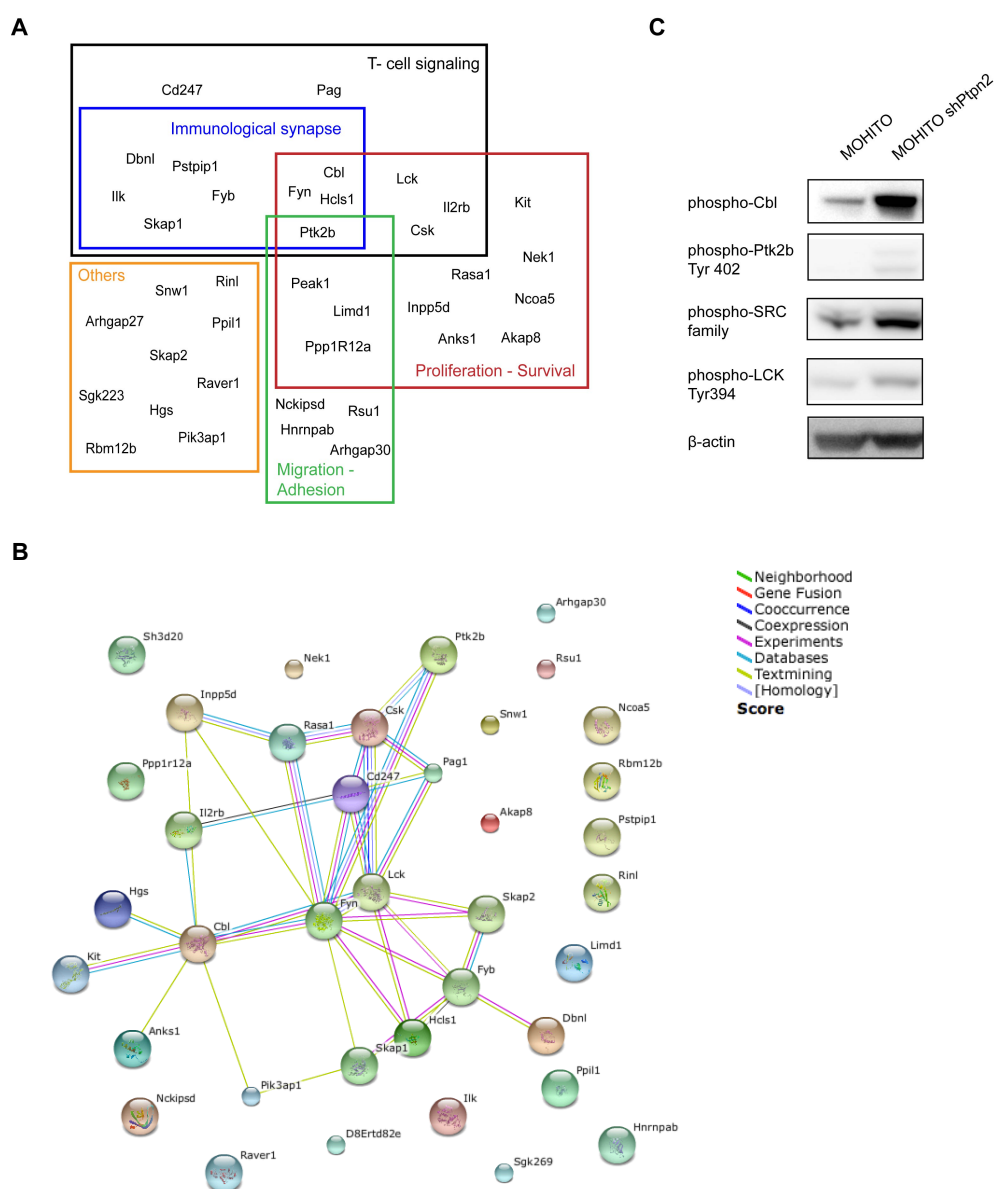 A
T- cell signaling
Cd247
Pag
Immunological synapse
Dbnl
Pstpip1
Cbl
Lck
Ilk
Fyb
Fyn
Hcls1
Il2rb
Kit
Skap1
Ptk2b
Csk
Nek1
Others
Snw1
Rinl
Peak1
Rasa1
Arhgap27
Ppil1
Limd1
Inpp5d
Ncoa5
Skap2
Ppp1R12a
Anks1
Akap8
Sgk223
Raver1
Proliferation - Survival
Hgs
Nckipsd
Rsu1
Rbm12b
Pik3ap1
Hnrnpab
Arhgap30
Migration -
Adhesion
C
MOHITO
MOHITO shPtpn2
phospho-Cbl
phospho-Ptk2b
Tyr 402
phospho-SRC
family
phospho-LCK
Tyr394
β-actin
B
Neighborhood
Gene Fusion
Cooccurrence
Coexpression
Experiments
Databases
Textmining
[Homology]
Score
Arhgap30
Sh3d20
Nek1
Ptk2b
Rsu1
Inpp5d
Rasa1
Csk
Snw1
Ncoa5
Ppp1r12a
Cd247
Pag1
Rbm12b
Il2rb
Akap8
Pstpip1
Lck
Rinl
Hgs
Fyn
Skap2
Cbl
Kit
Limd1
Fyb
Anks1
Hcls1
Dbnl
Skap1
Pik3ap1
Ppil1
Nckipsd
Ilk
D8Ertd82e
Hnrnpab
Raver1
Sgk269